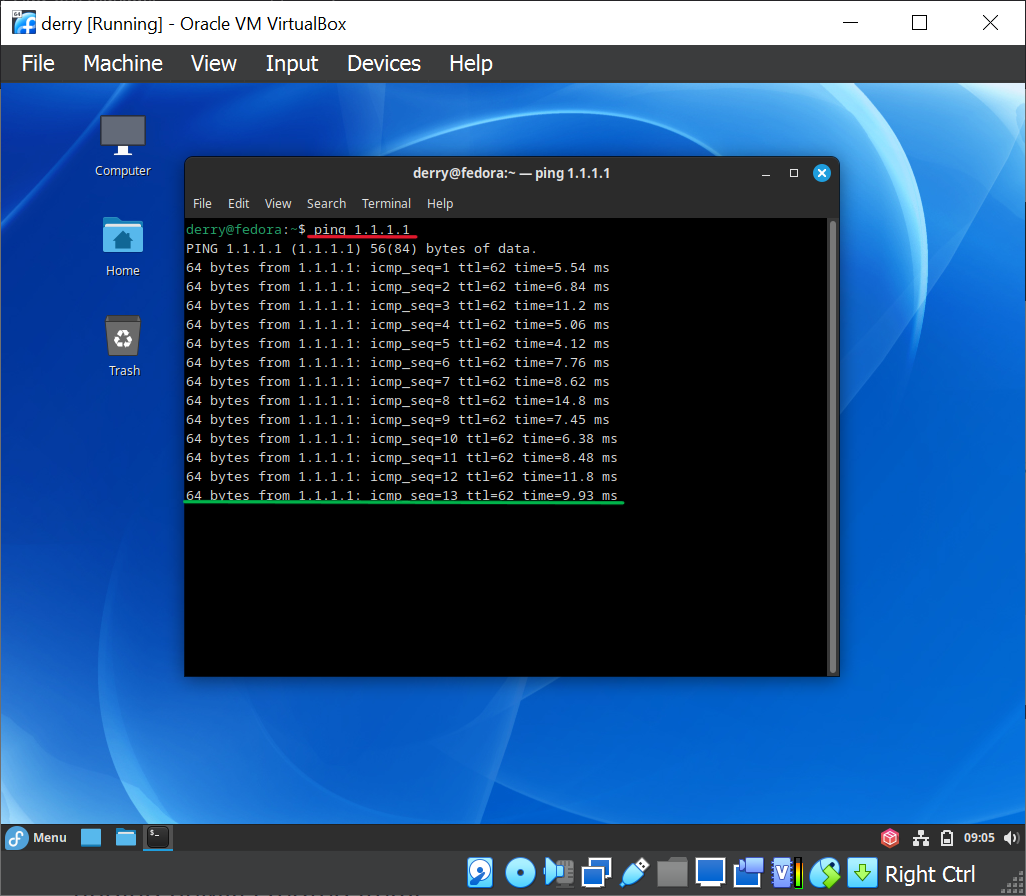 derry [Running] - Oracle VM VirtualBox
File Machine View Input Devices Help
Computer
Home
Trash
derry@fedora:~ — ping 1.1.1.1
File Edit View Search Terminal Help
derry@fedora:~$ ping 1.1.1.1
PING 1.1.1.1 (1.1.1.1) 56(84) bytes of data.
64 bytes from 1.1.1.1: icmp_seq=1 ttl=62 time=5.54 ms
64 bytes from 1.1.1.1: icmp_seq=2 ttl=62 time=6.84 ms
64 bytes from 1.1.1.1: icmp_seq=3 ttl=62 time=11.2 ms
64 bytes from 1.1.1.1: icmp_seq=4 ttl=62 time=5.06 ms
64 bytes from 1.1.1.1: icmp_seq=5 ttl=62 time=4.12 ms
64 bytes from 1.1.1.1: icmp_seq=6 ttl=62 time=7.76 ms
64 bytes from 1.1.1.1: icmp_seq=7 ttl=62 time=8.62 ms
64 bytes from 1.1.1.1: icmp_seq=8 ttl=62 time=14.8 ms
64 bytes from 1.1.1.1: icmp_seq=9 ttl=62 time=7.45 ms
64 bytes from 1.1.1.1: icmp_seq=10 ttl=62 time=6.38 ms
64 bytes from 1.1.1.1: icmp_seq=11 ttl=62 time=8.48 ms
64 bytes from 1.1.1.1: icmp_seq=12 ttl=62 time=11.8 ms
64 bytes from 1.1.1.1: icmp_seq=13 ttl=62 time=9.93 ms
Menu
09:05
Right Ctrl